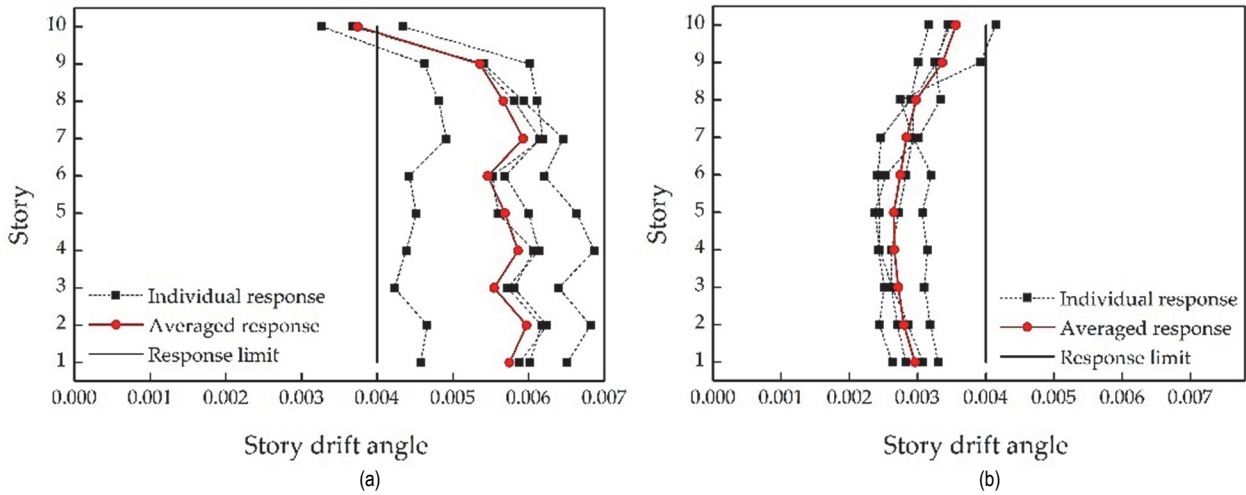 10
9
8
7
6
5
4
3
2
1
Story
Individual response
Averaged response
Response limit
0.000 0.001 0.002 0.003 0.004 0.005 0.006 0.007
Story drift angle
(a)
10
9
8
7
6
5
4
3
2
1
Story
Individual response
Averaged response
Response limit
0.000 0.001 0.002 0.003 0.004 0.005 0.006 0.007
Story drift angle
(b)